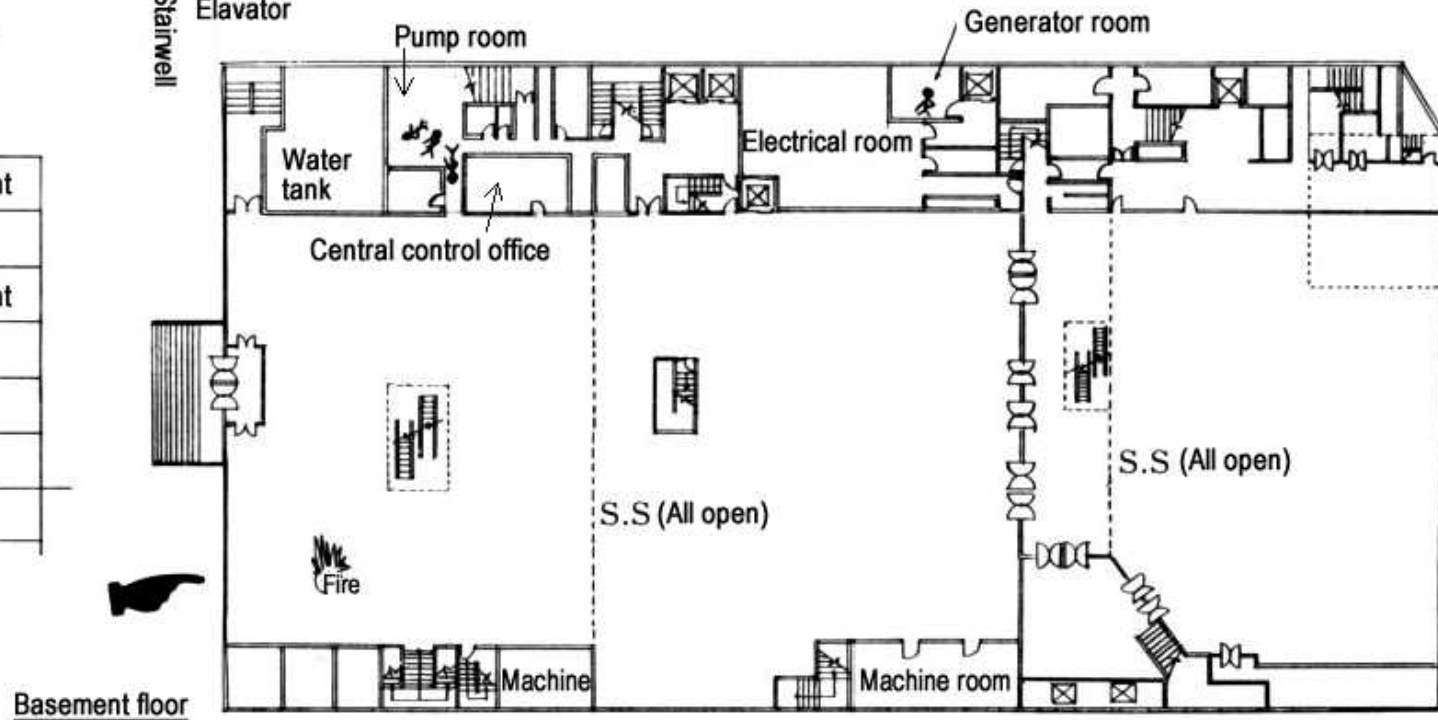 Elavator
Stairwell
Pump room
Generator room
Water
tank
Electrical room
Central control office
S.S (All open)
S.S (All open)
Fire
Machine
Machine room
Basement floor